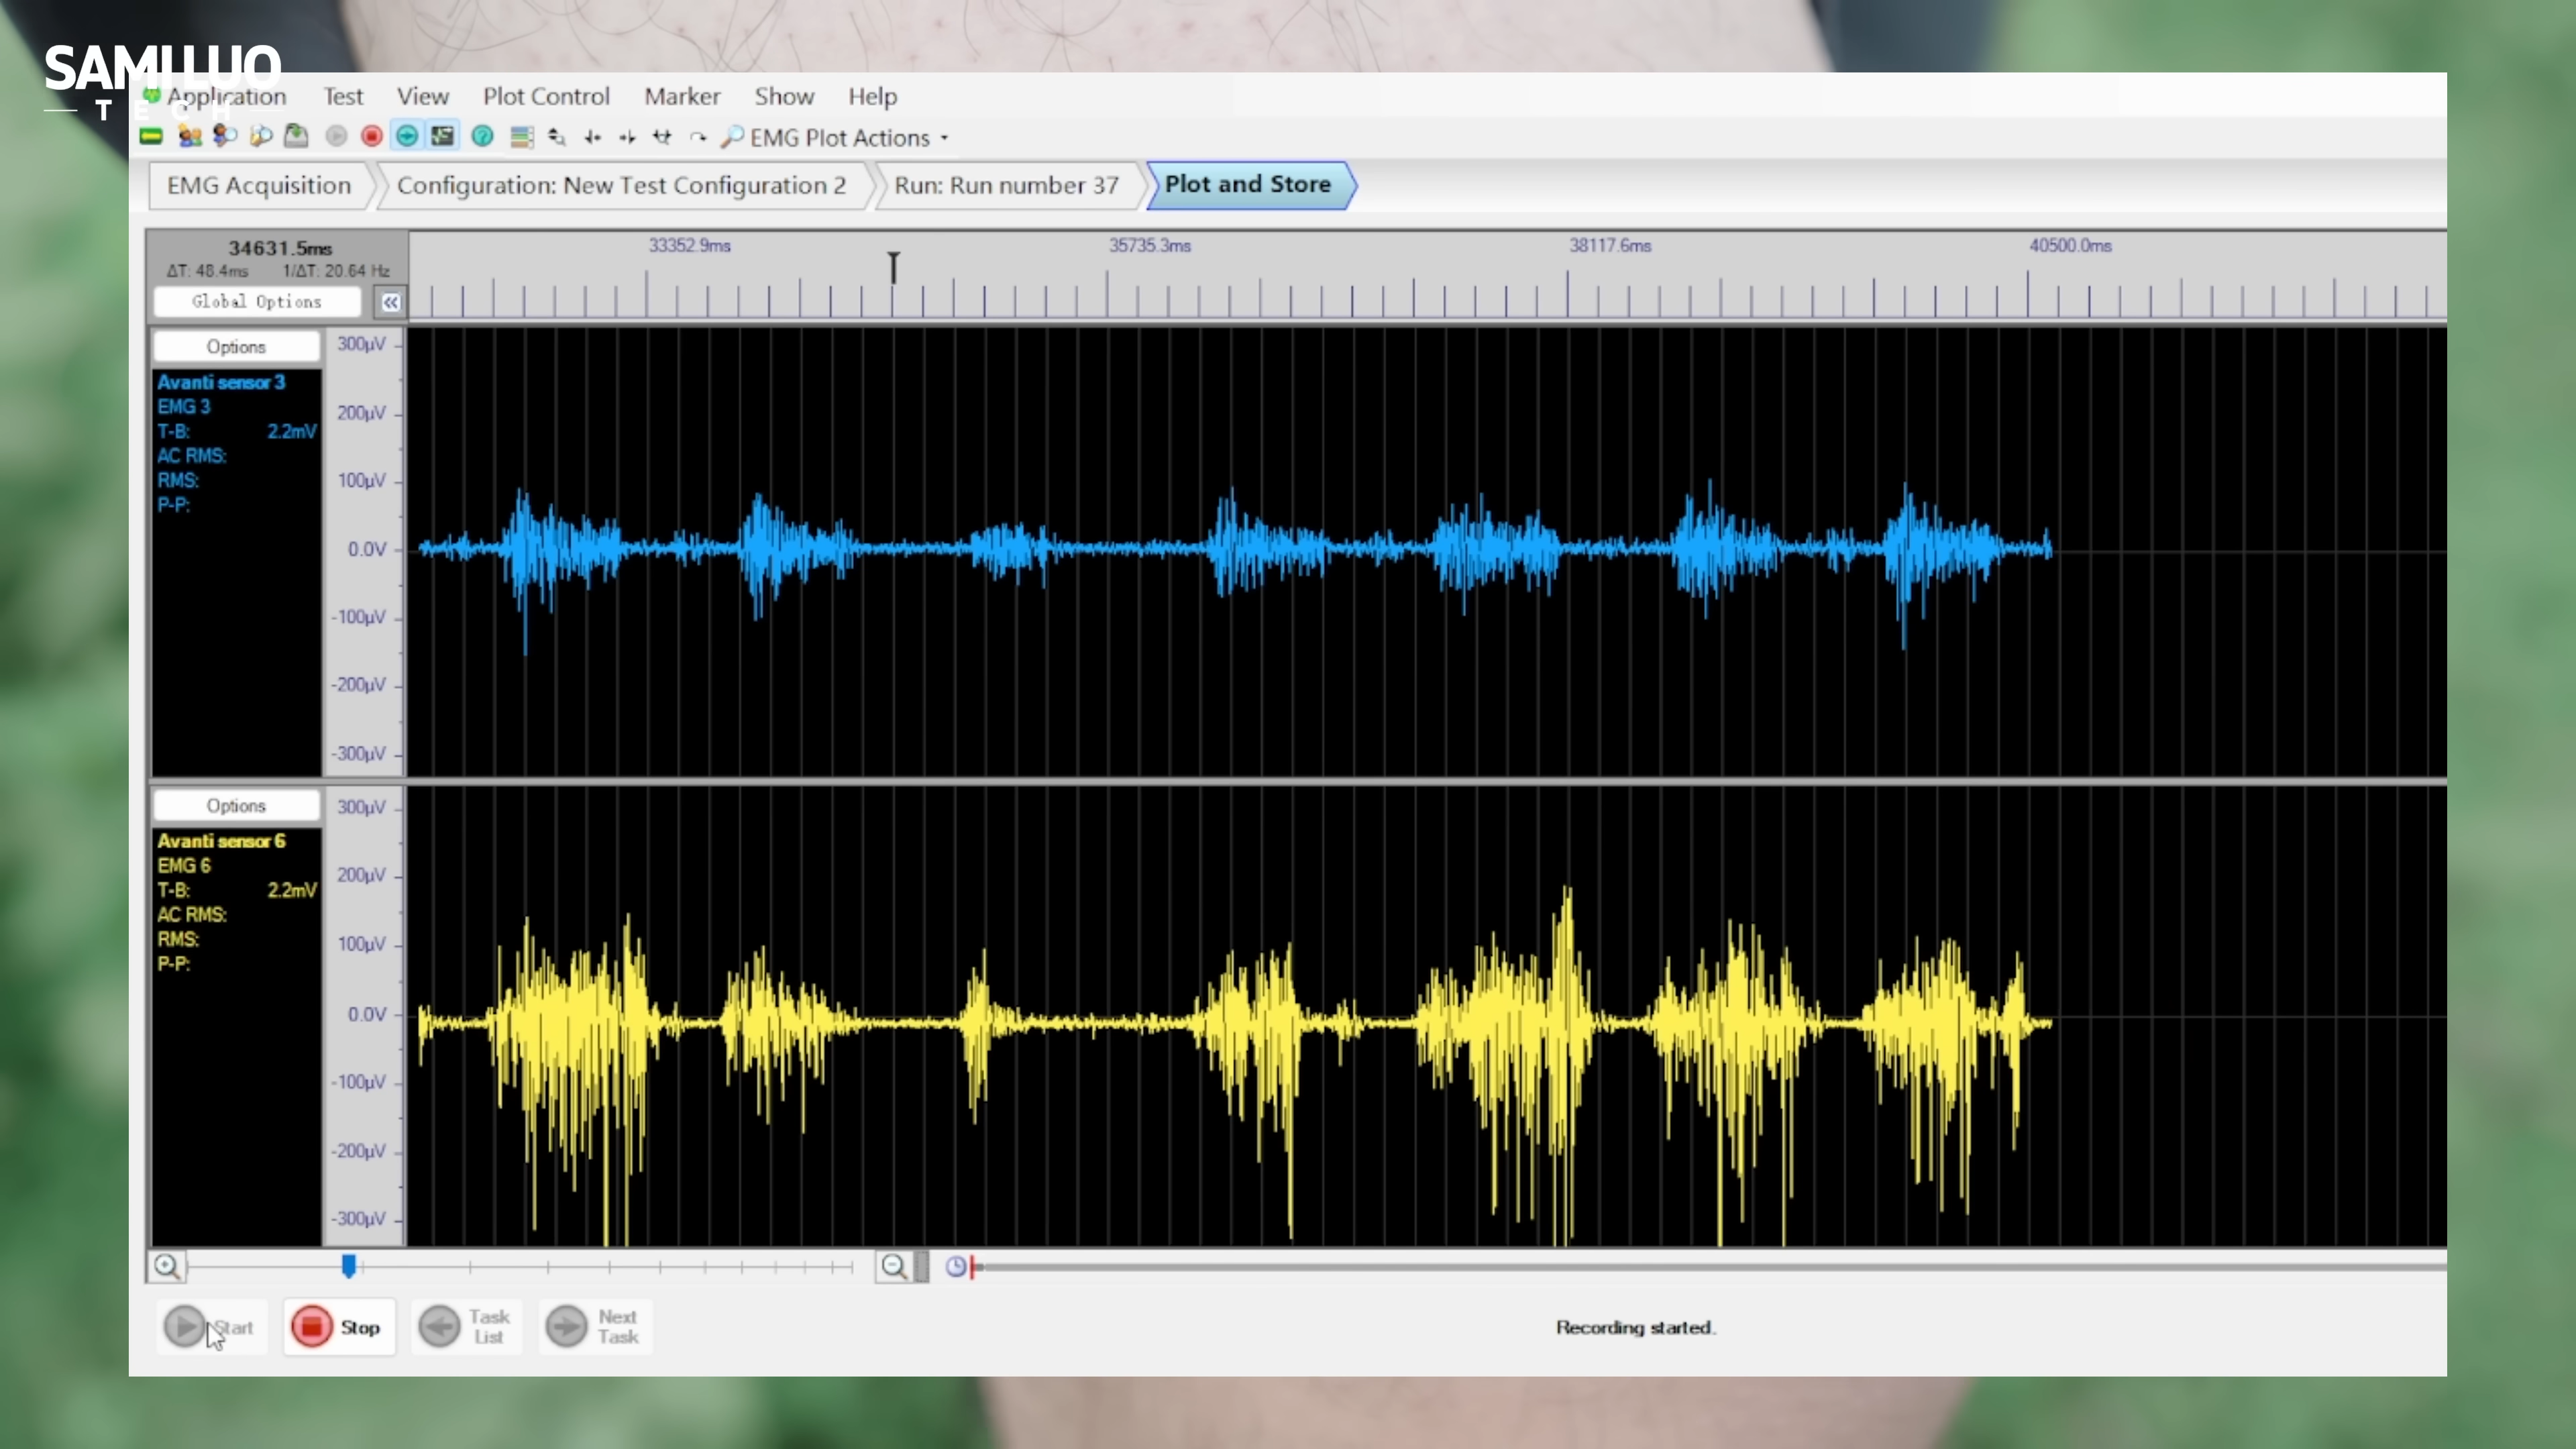 SAMI LUO
TECH
Application Test View Plot Control Marker Show Help
EMG Plot Actions
EMG Acquisition Configuration: New Test Configuration 2 Run: Run number 37 Plot and Store
34631.5ms
ΔT: 48.4ms 1/ΔT: 20.64 Hz
Global Options
33352.9ms 35735.3ms 38117.6ms 40500.0ms
Options
Avanti sensor 3
EMG 3
T-B: 2.2mV
AC RMS:
RMS:
P-P:
300µV
200µV
100µV
0.0V
-100µV
-200µV
-300µV
Options
Avanti sensor 6
EMG 6
T-B: 2.2mV
AC RMS:
RMS:
P-P:
300µV
200µV
100µV
0.0V
-100µV
-200µV
-300µV
Start Stop Task List Next Task
Recording started.